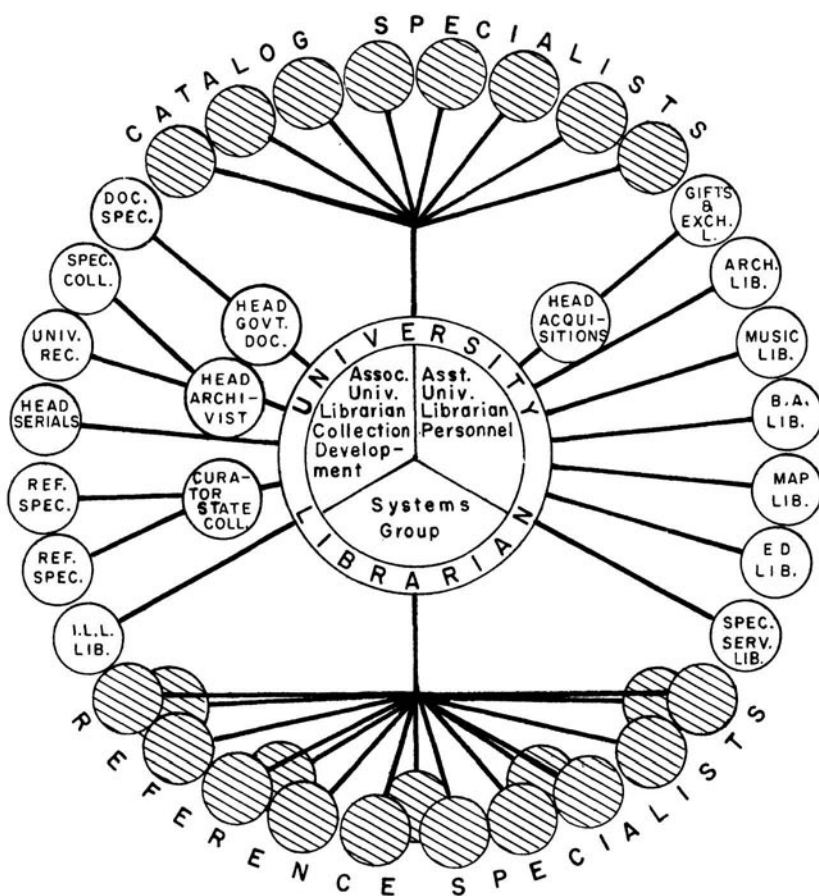 CATALOG SPECIALISTS
DOC.
SPEC.
SPEC.
COLL.
UNIV.
REC.
HEAD
SERIALS
REF.
SPEC.
REF.
SPEC.
I.L.L.
LIB.
HEAD
GOVT.
DOC.
HEAD
ARCHI-
VIST
CURA-
TOR
STATE
COLL.
UNIVERSITY
LIBRARIAN
Assoc.
Univ.
Librarian
Collection
Develop-
ment
Asst.
Univ.
Librarian
Personnel
Systems
Group
HEAD
ACQUI-
SITIONS
GIFTS
&
EXCH.
L.
ARCH.
LIB.
MUSIC
LIB.
B.A.
LIB.
MAP
LIB.
ED
LIB.
SPEC.
SERV.
LIB.
REFERENCE SPECIALISTS